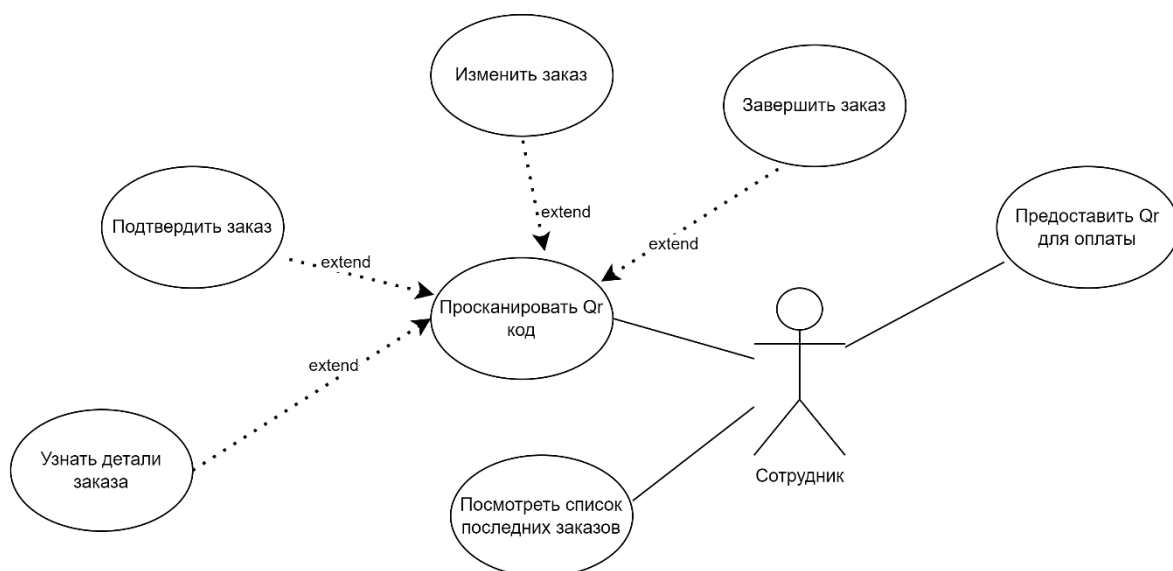 Изменить заказ
Завершить заказ
Подтвердить заказ
Предоставить Qr
для оплаты
extend
extend
extend
Просканировать Qr
код
extend
Узнать детали
заказа
Сотрудник
Посмотреть список
последних заказов